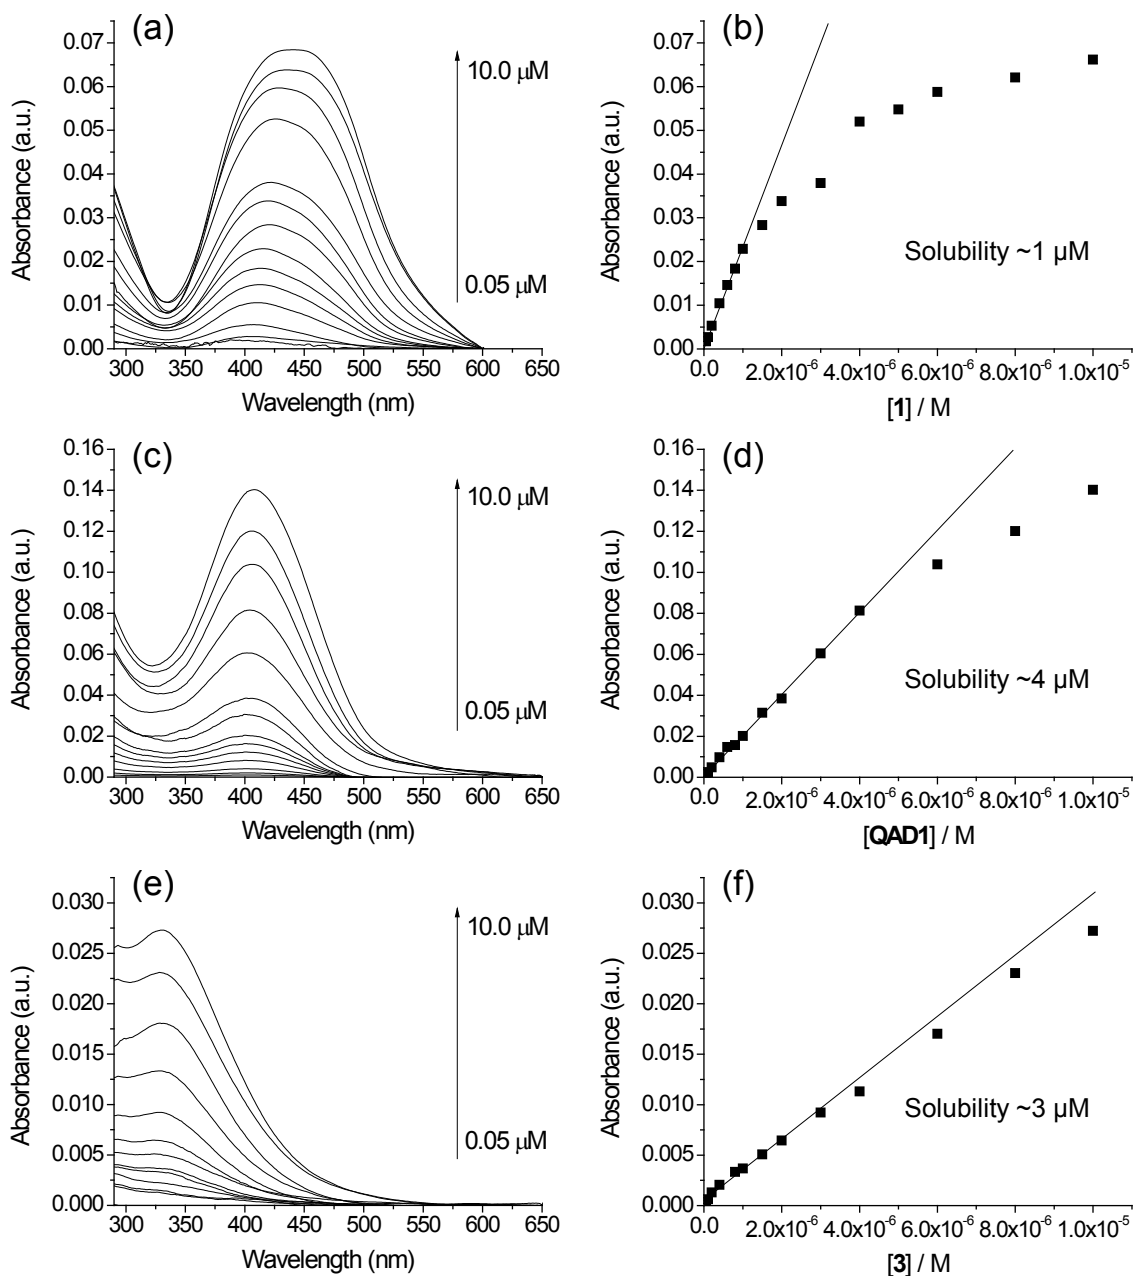 (a)
0.07
0.06
0.05
0.04
0.03
0.02
0.01
0.00
Absorbance (a.u.)
10.0 μM
0.05 μM
300 350 400 450 500 550 600 650
Wavelength (nm)
(b)
0.07
0.06
0.05
0.04
0.03
0.02
0.01
0.00
Absorbance (a.u.)
Solubility ~1 μM
0.0 2.0x10⁻⁶ 4.0x10⁻⁶ 6.0x10⁻⁶ 8.0x10⁻⁶ 1.0x10⁻⁵
[1] / M
(c)
0.16
0.14
0.12
0.10
0.08
0.06
0.04
0.02
0.00
Absorbance (a.u.)
10.0 μM
0.05 μM
300 350 400 450 500 550 600 650
Wavelength (nm)
(d)
0.16
0.14
0.12
0.10
0.08
0.06
0.04
0.02
0.00
Absorbance (a.u.)
Solubility ~4 μM
0.0 2.0x10⁻⁶ 4.0x10⁻⁶ 6.0x10⁻⁶ 8.0x10⁻⁶ 1.0x10⁻⁵
[QAD1] / M
(e)
0.030
0.025
0.020
0.015
0.010
0.005
0.000
Absorbance (a.u.)
10.0 μM
0.05 μM
300 350 400 450 500 550 600 650
Wavelength (nm)
(f)
0.030
0.025
0.020
0.015
0.010
0.005
0.000
Absorbance (a.u.)
Solubility ~3 μM
0.0 2.0x10⁻⁶ 4.0x10⁻⁶ 6.0x10⁻⁶ 8.0x10⁻⁶ 1.0x10⁻⁵
[3] / M